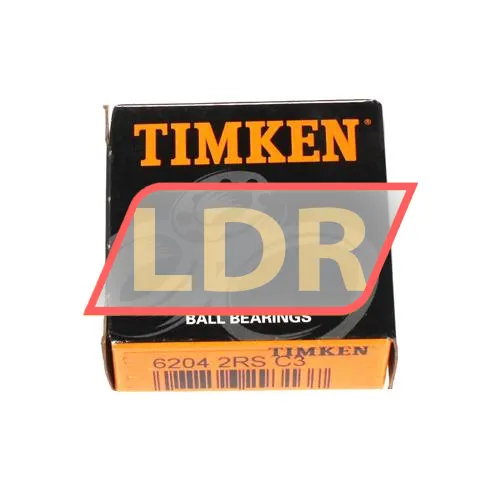 TIMKEN®
LDR
BALL BEARINGS
TIMKEN
6204 2RS C3